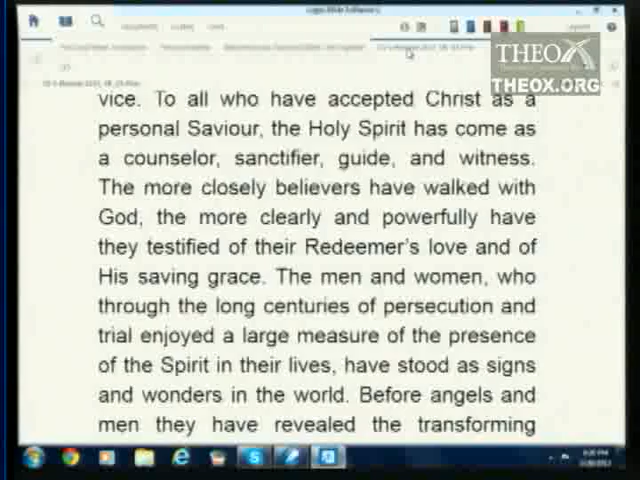 Logos Bible Software
THEOX
THEOX.ORG
vice. To all who have accepted Christ as a
personal Saviour, the Holy Spirit has come as
a counselor, sanctifier, guide, and witness.
The more closely believers have walked with
God, the more clearly and powerfully have
they testified of their Redeemer's love and of
His saving grace. The men and women, who
through the long centuries of persecution and
trial enjoyed a large measure of the presence
of the Spirit in their lives, have stood as signs
and wonders in the world. Before angels and
men they have revealed the transforming